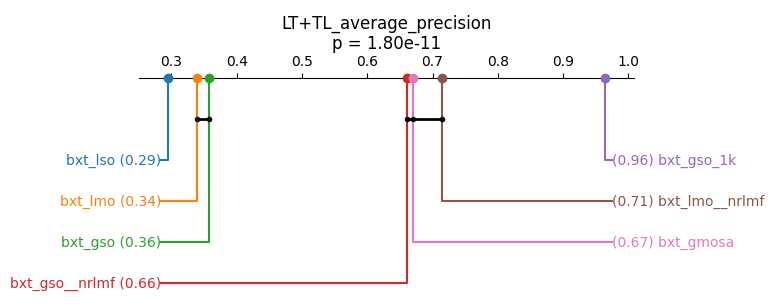 LT+TL_average_precision
p = 1.80e-11
0.3 0.4 0.5 0.6 0.7 0.8 0.9 1.0
bxt_lso (0.29) (0.96) bxt_gso_1k
bxt_lmo (0.34) (0.71) bxt_lmo__nrlmf
bxt_gso (0.36) (0.67) bxt_gmosa
bxt_gso__nrlmf (0.66)